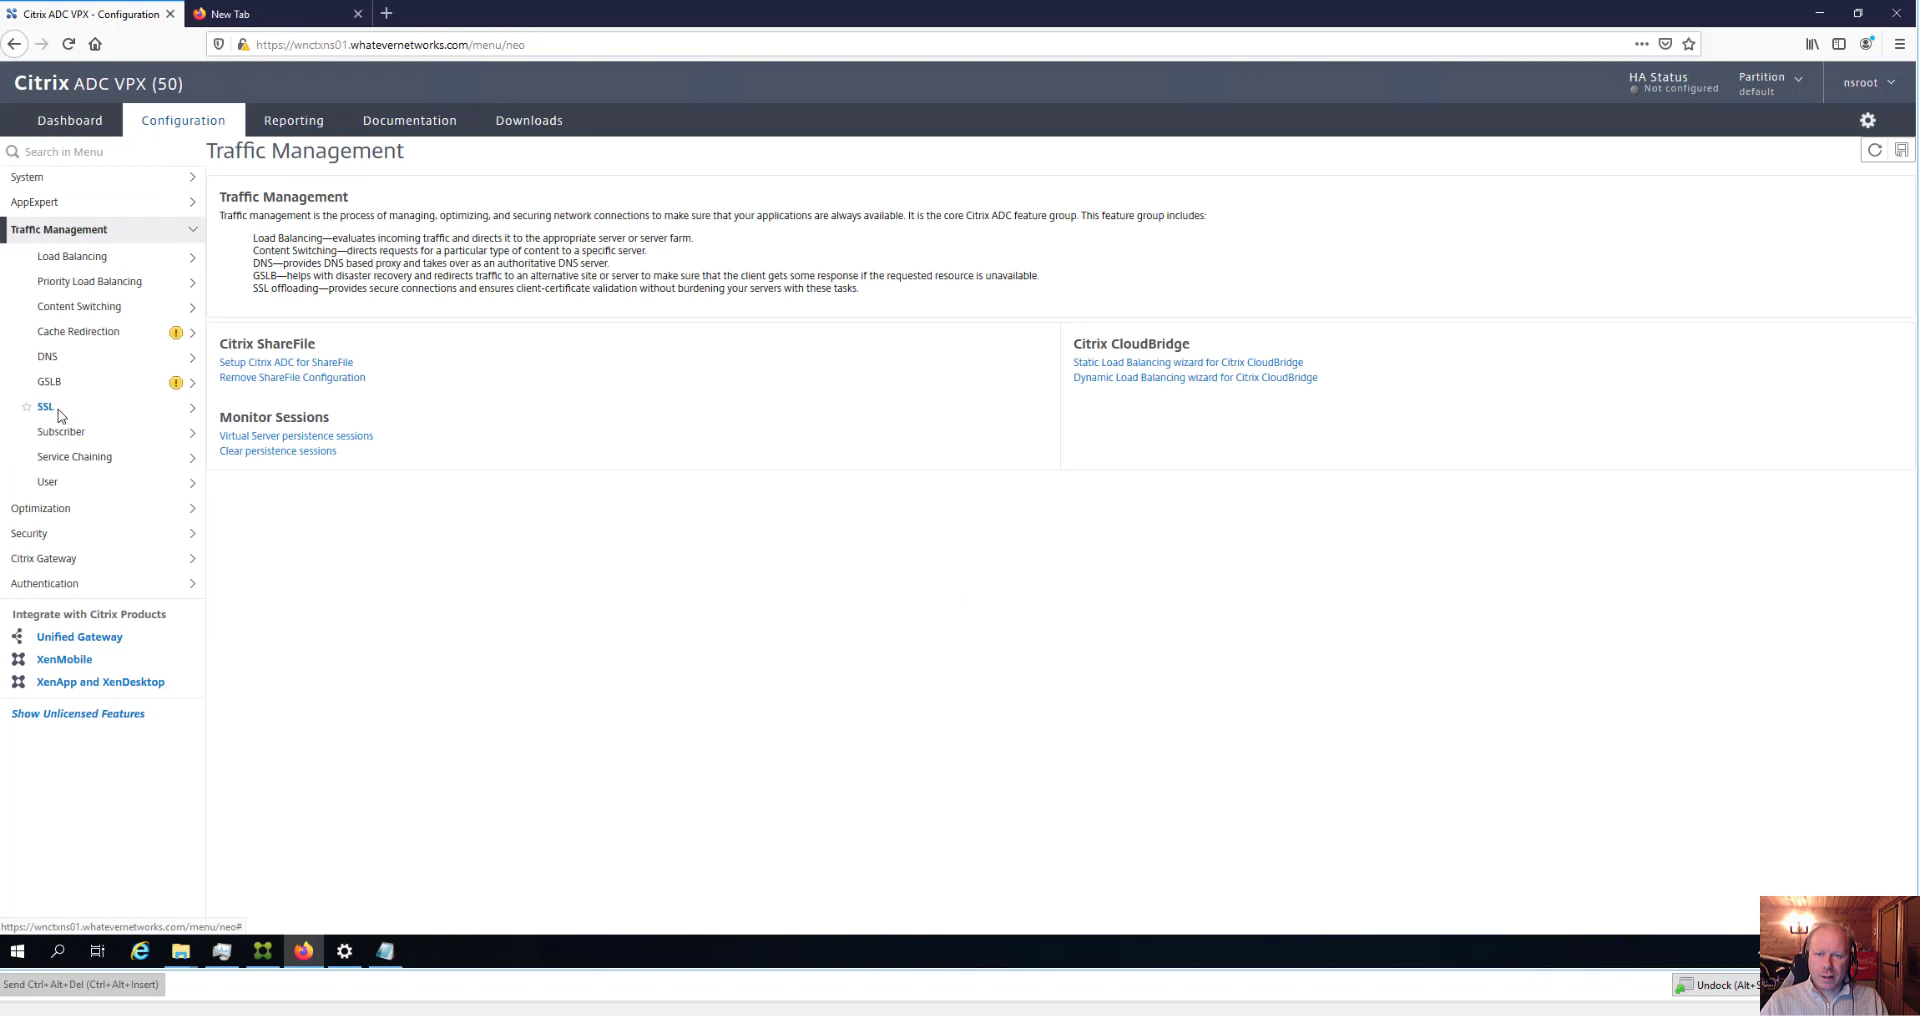 Citrix ADC VPX - Configuration
New Tab
https://wnctxns01.whatevernetworks.com/menu/neo
Citrix ADC VPX (50)
HA Status
Not configured
Partition
default
nsroot
Dashboard
Configuration
Reporting
Documentation
Downloads
Search in Menu
System
AppExpert
Traffic Management
Load Balancing
Priority Load Balancing
Content Switching
Cache Redirection
DNS
GSLB
SSL
Subscriber
Service Chaining
User
Optimization
Security
Citrix Gateway
Authentication
Integrate with Citrix Products
Unified Gateway
XenMobile
XenApp and XenDesktop
Show Unlicensed Features
Traffic Management
Traffic Management
Traffic management is the process of managing, optimizing, and securing network connections to make sure that your applications are always available. It is the core Citrix ADC feature group. This feature group includes:
Load Balancing—evaluates incoming traffic and directs it to the appropriate server or server farm.
Content Switching—directs requests for a particular type of content to a specific server.
DNS—provides DNS based proxy and takes over as an authoritative DNS server.
GSLB—helps with disaster recovery and redirects traffic to an alternative site or server to make sure that the client gets some response if the requested resource is unavailable.
SSL offloading—provides secure connections and ensures client-certificate validation without burdening your servers with these tasks.
Citrix ShareFile
Setup Citrix ADC for ShareFile
Remove ShareFile Configuration
Monitor Sessions
Virtual Server persistence sessions
Clear persistence sessions
Citrix CloudBridge
Static Load Balancing wizard for Citrix CloudBridge
Dynamic Load Balancing wizard for Citrix CloudBridge
https://wnctxns01.whatevernetworks.com/menu/neo#
Send Ctrl+Alt+Del (Ctrl+Alt+Insert)
Undock (Alt+S